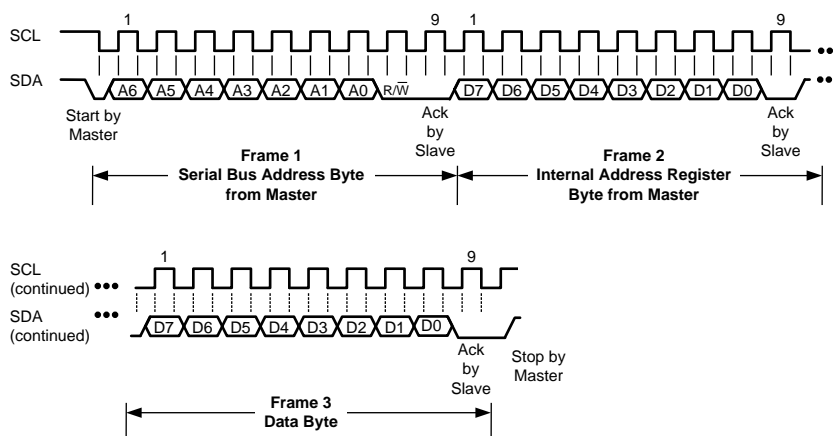 1 9 1 9
SCL
SDA
A6 A5 A4 A3 A2 A1 A0 R/W̅ D7 D6 D5 D4 D3 D2 D1 D0
Start by
Master
Ack
by
Slave
Ack
by
Slave
Frame 1
Serial Bus Address Byte
from Master
Frame 2
Internal Address Register
Byte from Master
1 9
SCL
(continued)
SDA
(continued)
D7 D6 D5 D4 D3 D2 D1 D0
Ack
by
Slave
Stop by
Master
Frame 3
Data Byte